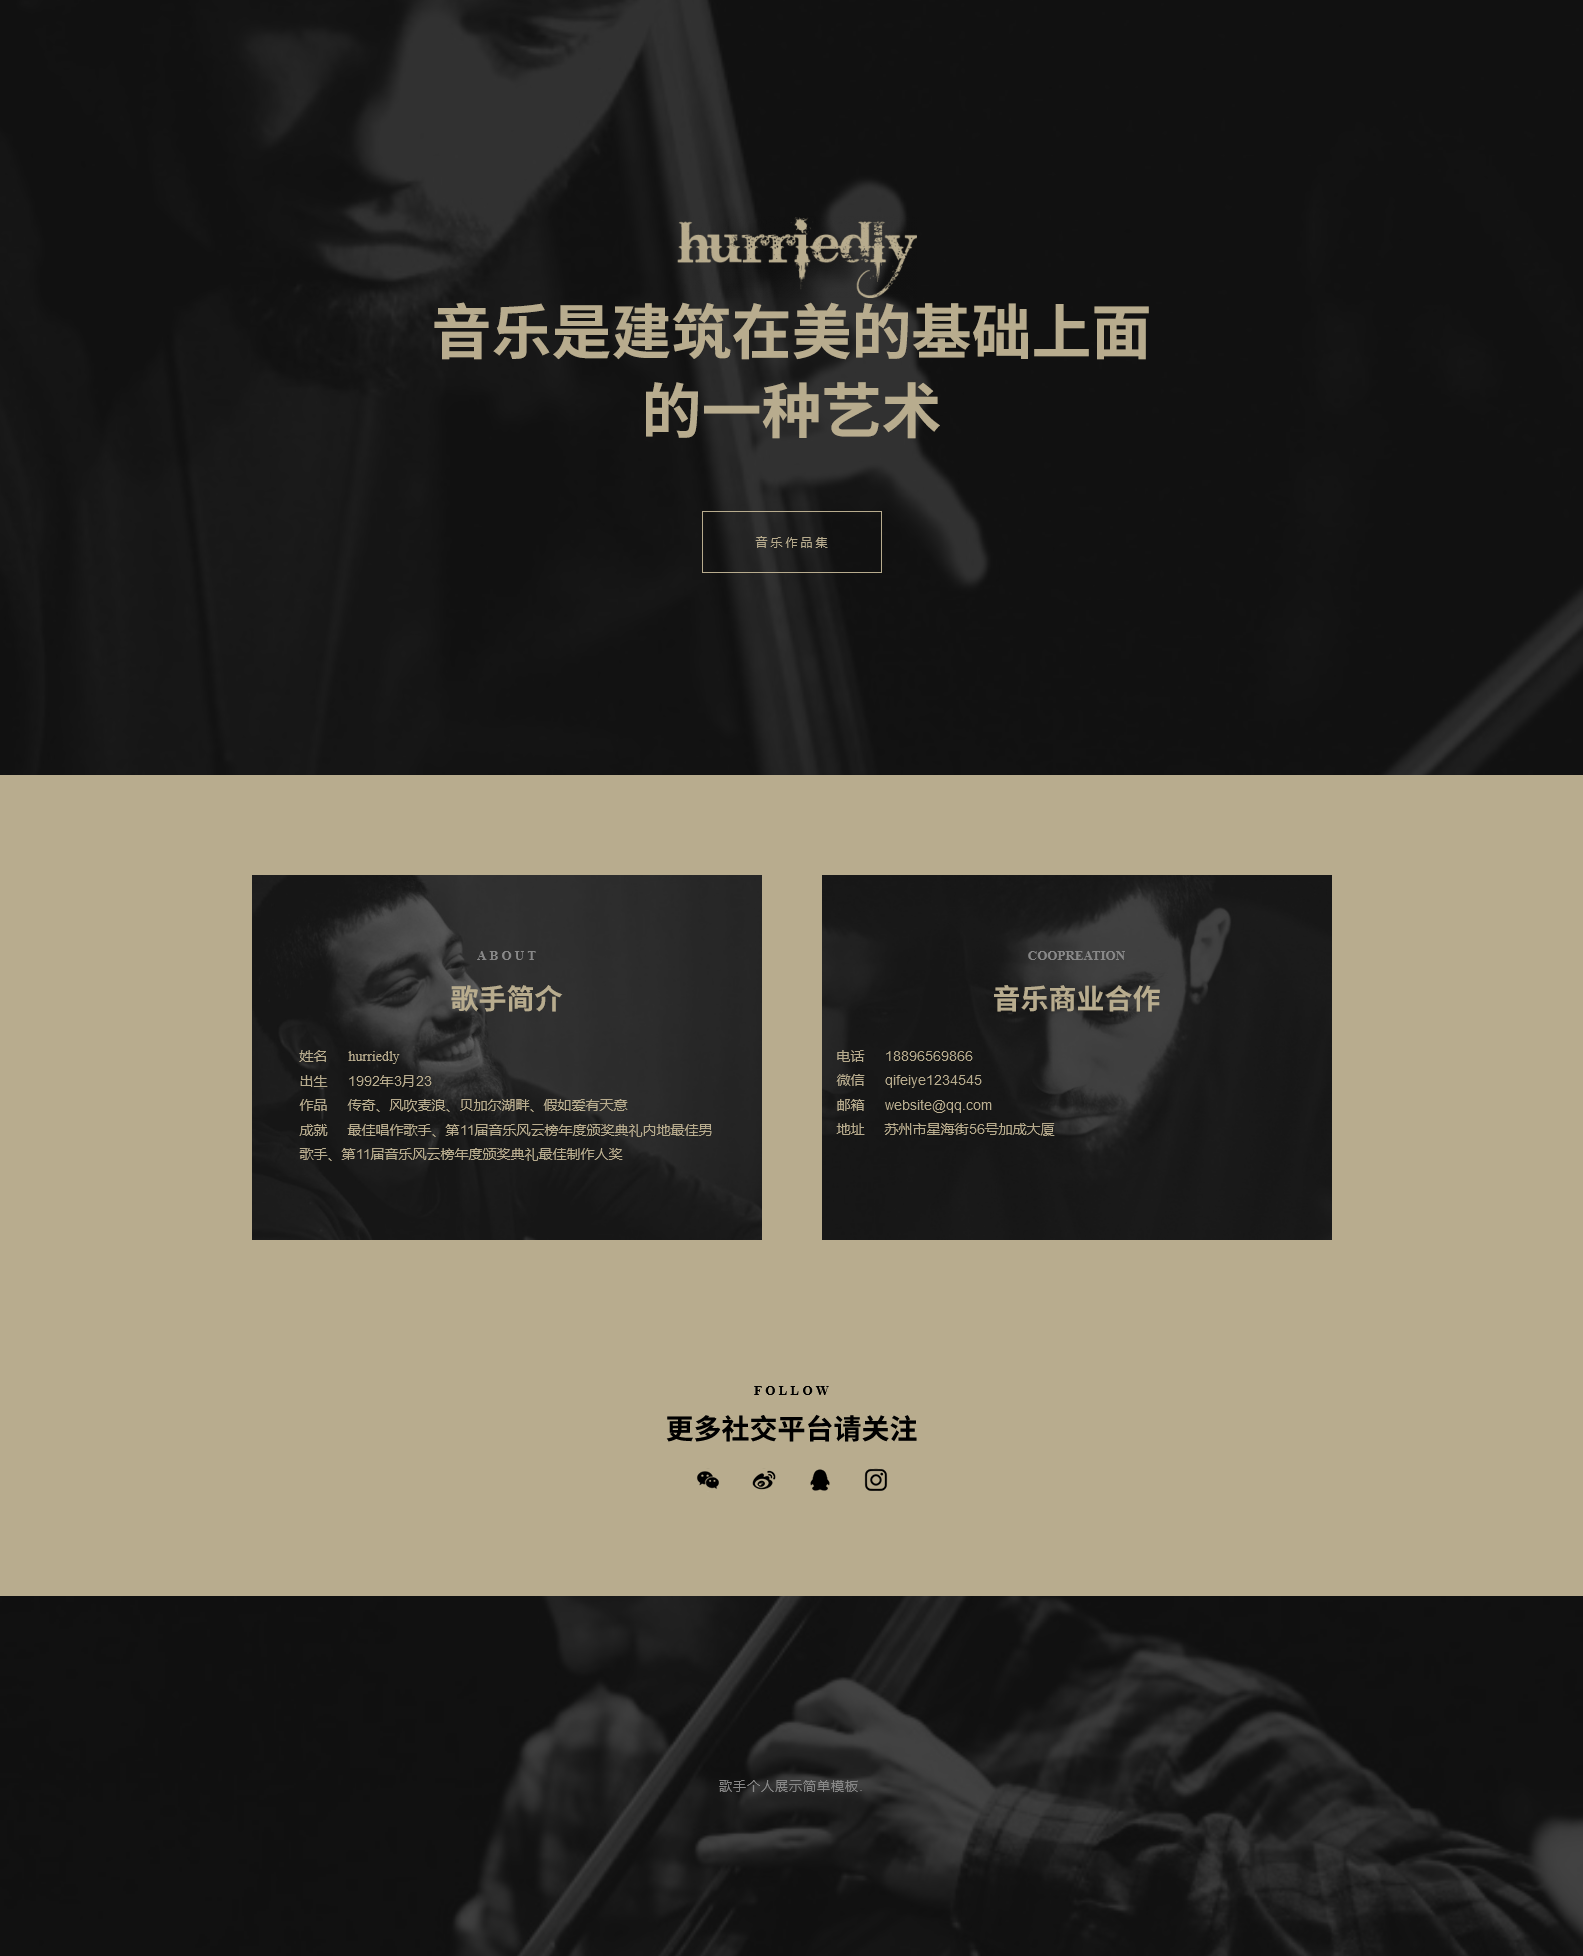 hurriedly
音乐是建筑在美的基础上面
的一种艺术
音乐作品集
ABOUT
歌手简介
姓名 hurriedly
出生 1992年3月23
作品 传奇、风吹麦浪、贝加尔湖畔、假如爱有天意
成就 最佳唱作歌手、第11届音乐风云榜年度颁奖典礼内地最佳男
歌手、第11届音乐风云榜年度颁奖典礼最佳制作人奖
COOPREATION
音乐商业合作
电话 18896569866
微信 qifeiye1234545
邮箱 website@qq.com
地址 苏州市星海街56号加成大厦
FOLLOW
更多社交平台请关注
歌手个人展示简单模板.